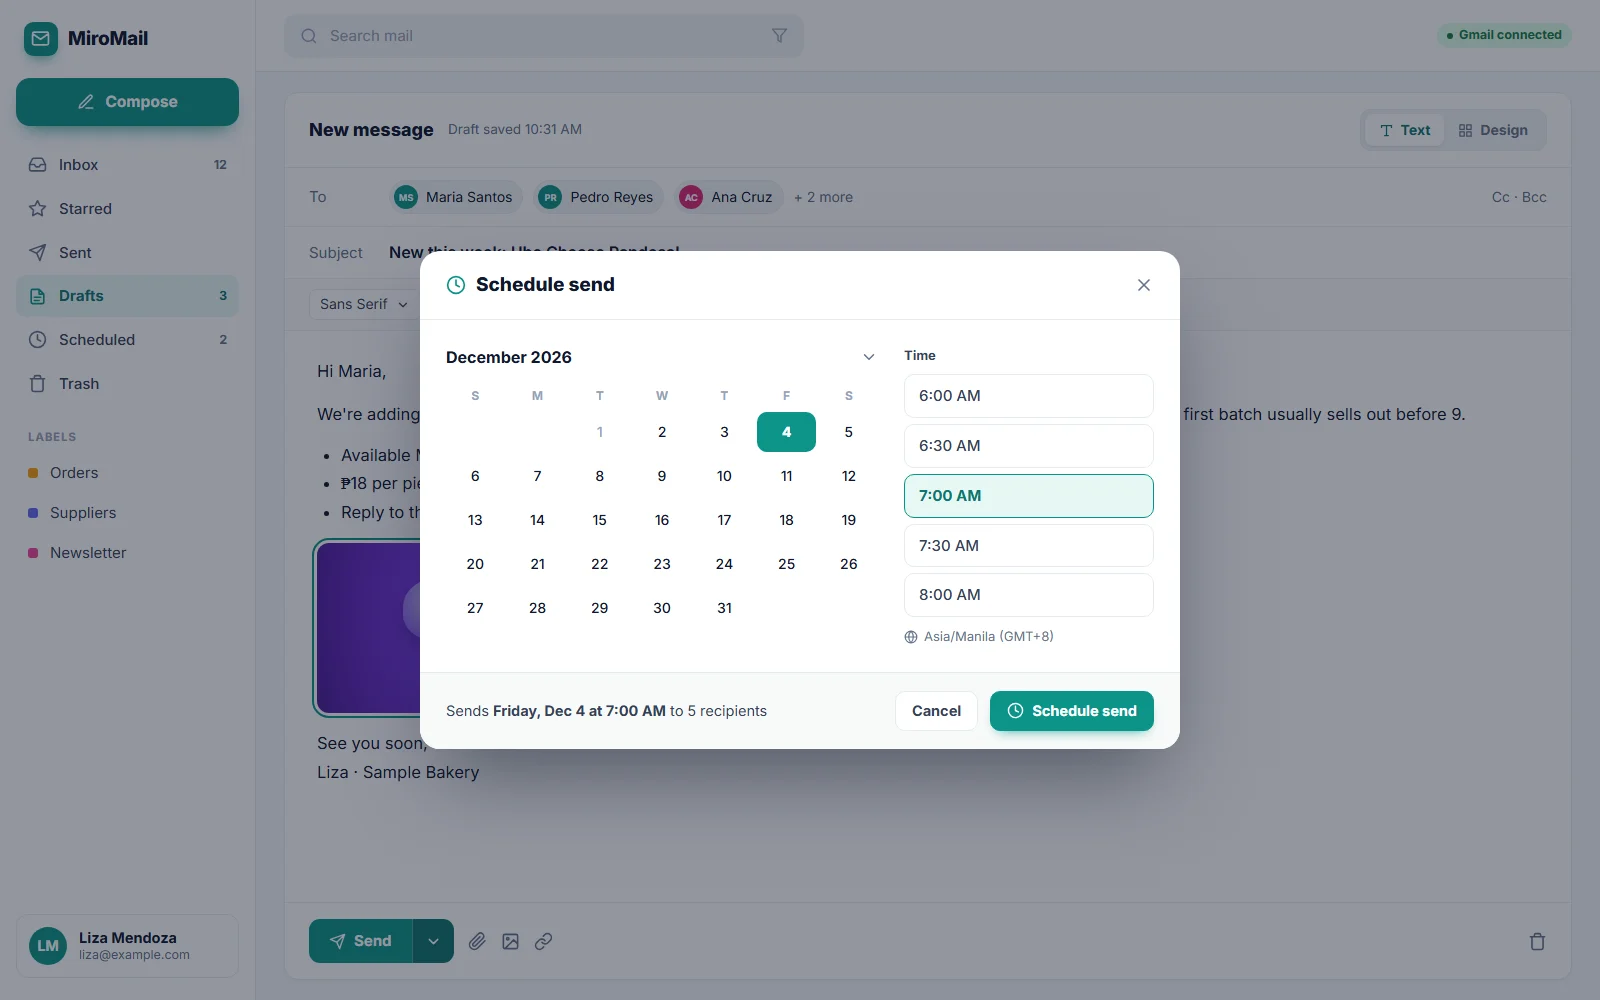 MiroMail
Search mail
Gmail connected
Compose
Inbox 12
Starred
Sent
Drafts 3
Scheduled 2
Trash
LABELS
Orders
Suppliers
Newsletter
LM
Liza Mendoza
liza@example.com
New message Draft saved 10:31 AM
Text Design
To MS Maria Santos PR Pedro Reyes AC Ana Cruz + 2 more Cc · Bcc
Subject New this week: Ube Cheese Pandesal
Sans Serif
Hi Maria,
We're adding first batch usually sells out before 9.
• Available
• ₱18 per
• Reply to
See you soon,
Liza · Sample Bakery
Send
Schedule send
December 2026
S M T W T F S
1 2 3 4 5
6 7 8 9 10 11 12
13 14 15 16 17 18 19
20 21 22 23 24 25 26
27 28 29 30 31
Time
6:00 AM
6:30 AM
7:00 AM
7:30 AM
8:00 AM
Asia/Manila (GMT+8)
Sends Friday, Dec 4 at 7:00 AM to 5 recipients
Cancel
Schedule send